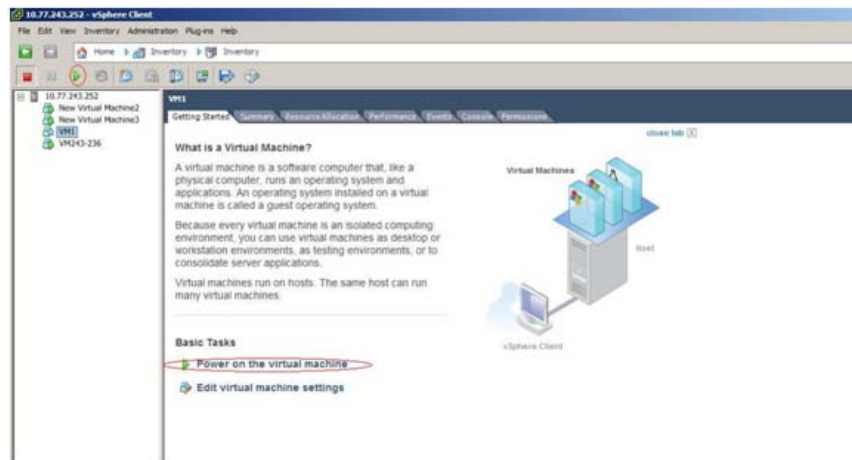 10.77.243.252 - vSphere Client
File Edit View Inventory Administration Plug-ins Help
Home Inventory Inventory
10.77.243.252
New Virtual Machine2
New Virtual Machine3
VM1
VM243-236
VM1
Getting Started Summary Resource Allocation Performance Events Console Permissions
close tab
What is a Virtual Machine?
A virtual machine is a software computer that, like a
physical computer, runs an operating system and
applications. An operating system installed on a virtual
machine is called a guest operating system.
Because every virtual machine is an isolated computing
environment, you can use virtual machines as desktop or
workstation environments, as testing environments, or to
consolidate server applications.
Virtual machines run on hosts. The same host can run
many virtual machines.
Virtual Machines
Host
vSphere Client
Basic Tasks
Power on the virtual machine
Edit virtual machine settings